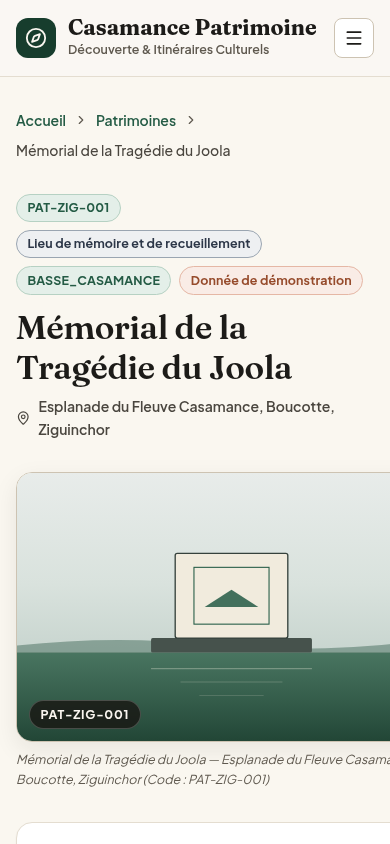 Casamance Patrimoine
Découverte & Itinéraires Culturels
Accueil
Patrimoines
Mémorial de la Tragédie du Joola
PAT-ZIG-001
Lieu de mémoire et de recueillement
BASSE_CASAMANCE
Donnée de démonstration
Mémorial de la
Tragédie du Joola
Esplanade du Fleuve Casamance, Boucotte,
Ziguinchor
PAT-ZIG-001
Mémorial de la Tragédie du Joola — Esplanade du Fleuve Casama
Boucotte, Ziguinchor (Code : PAT-ZIG-001)